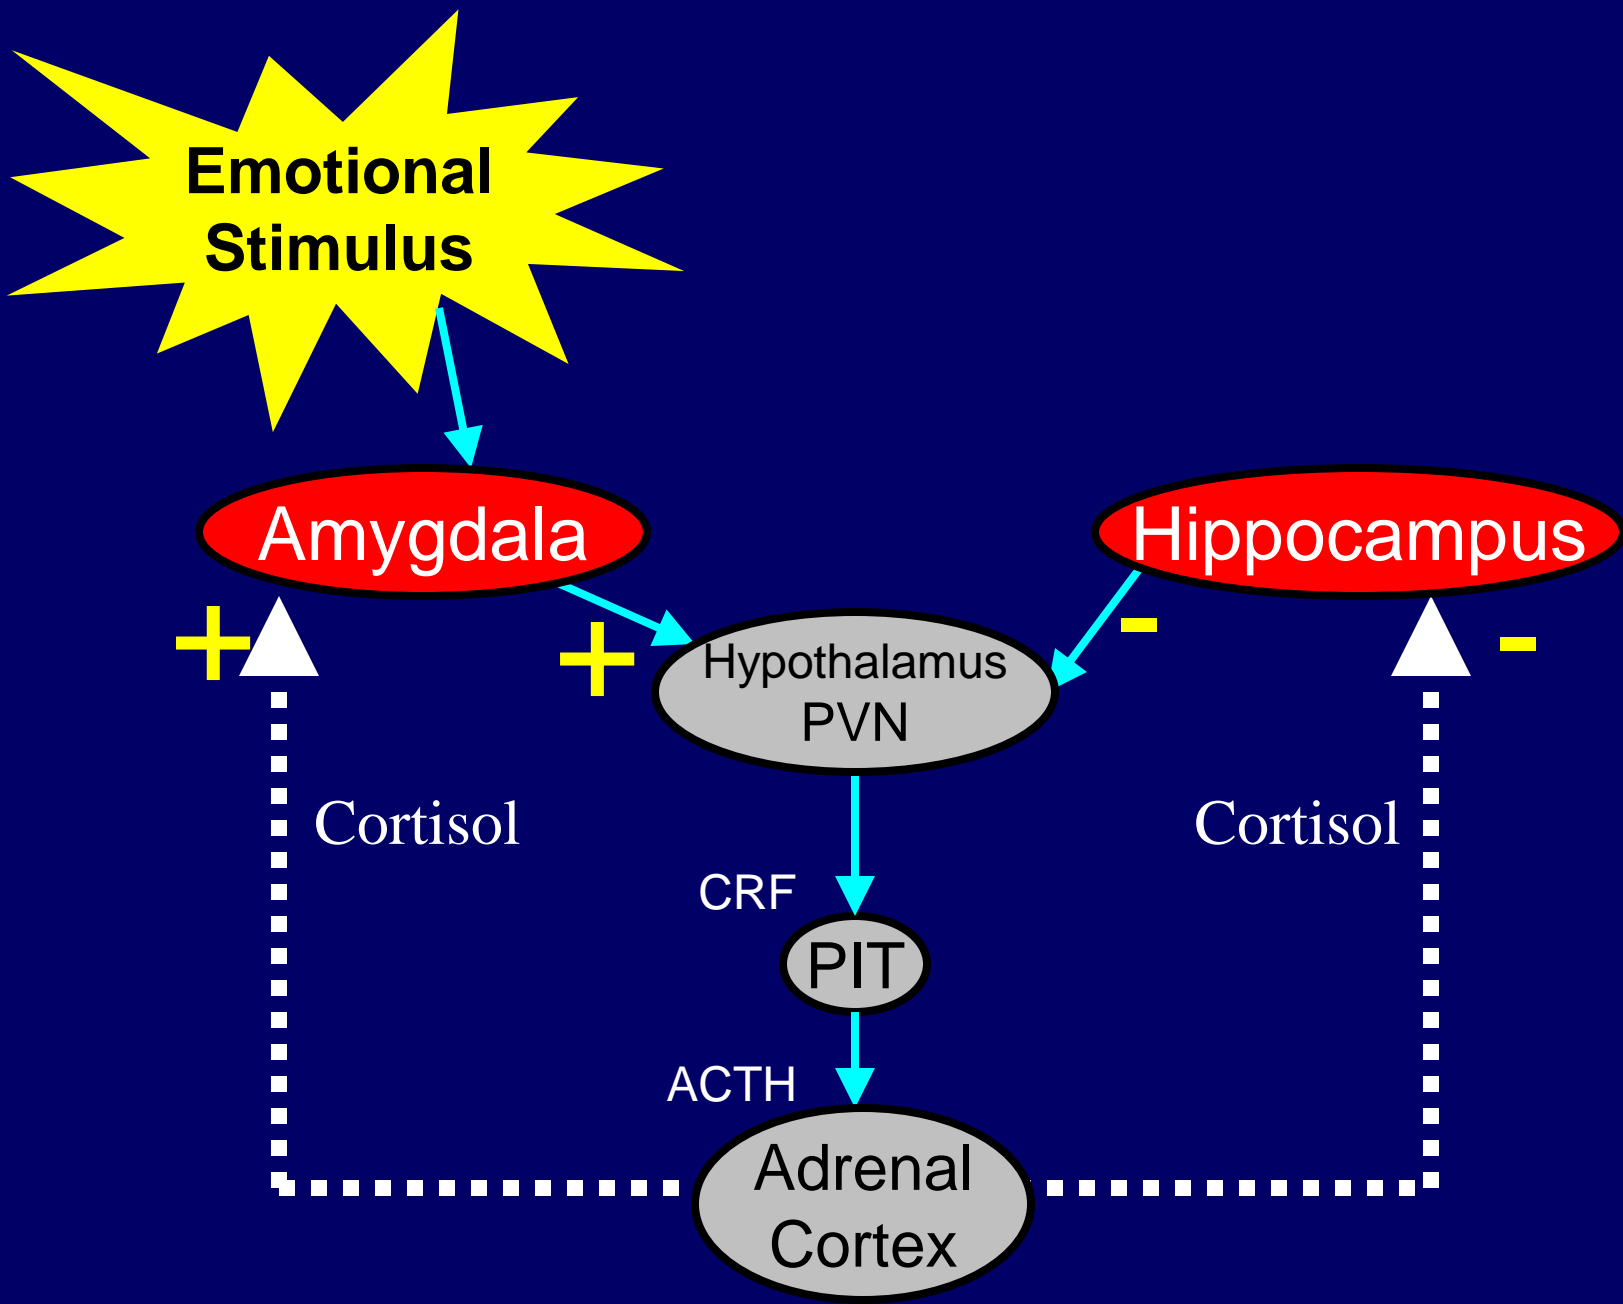 Emotional
Stimulus
Amygdala
Hippocampus
+
+
-
-
Hypothalamus
PVN
Cortisol
Cortisol
CRF
PIT
ACTH
Adrenal
Cortex